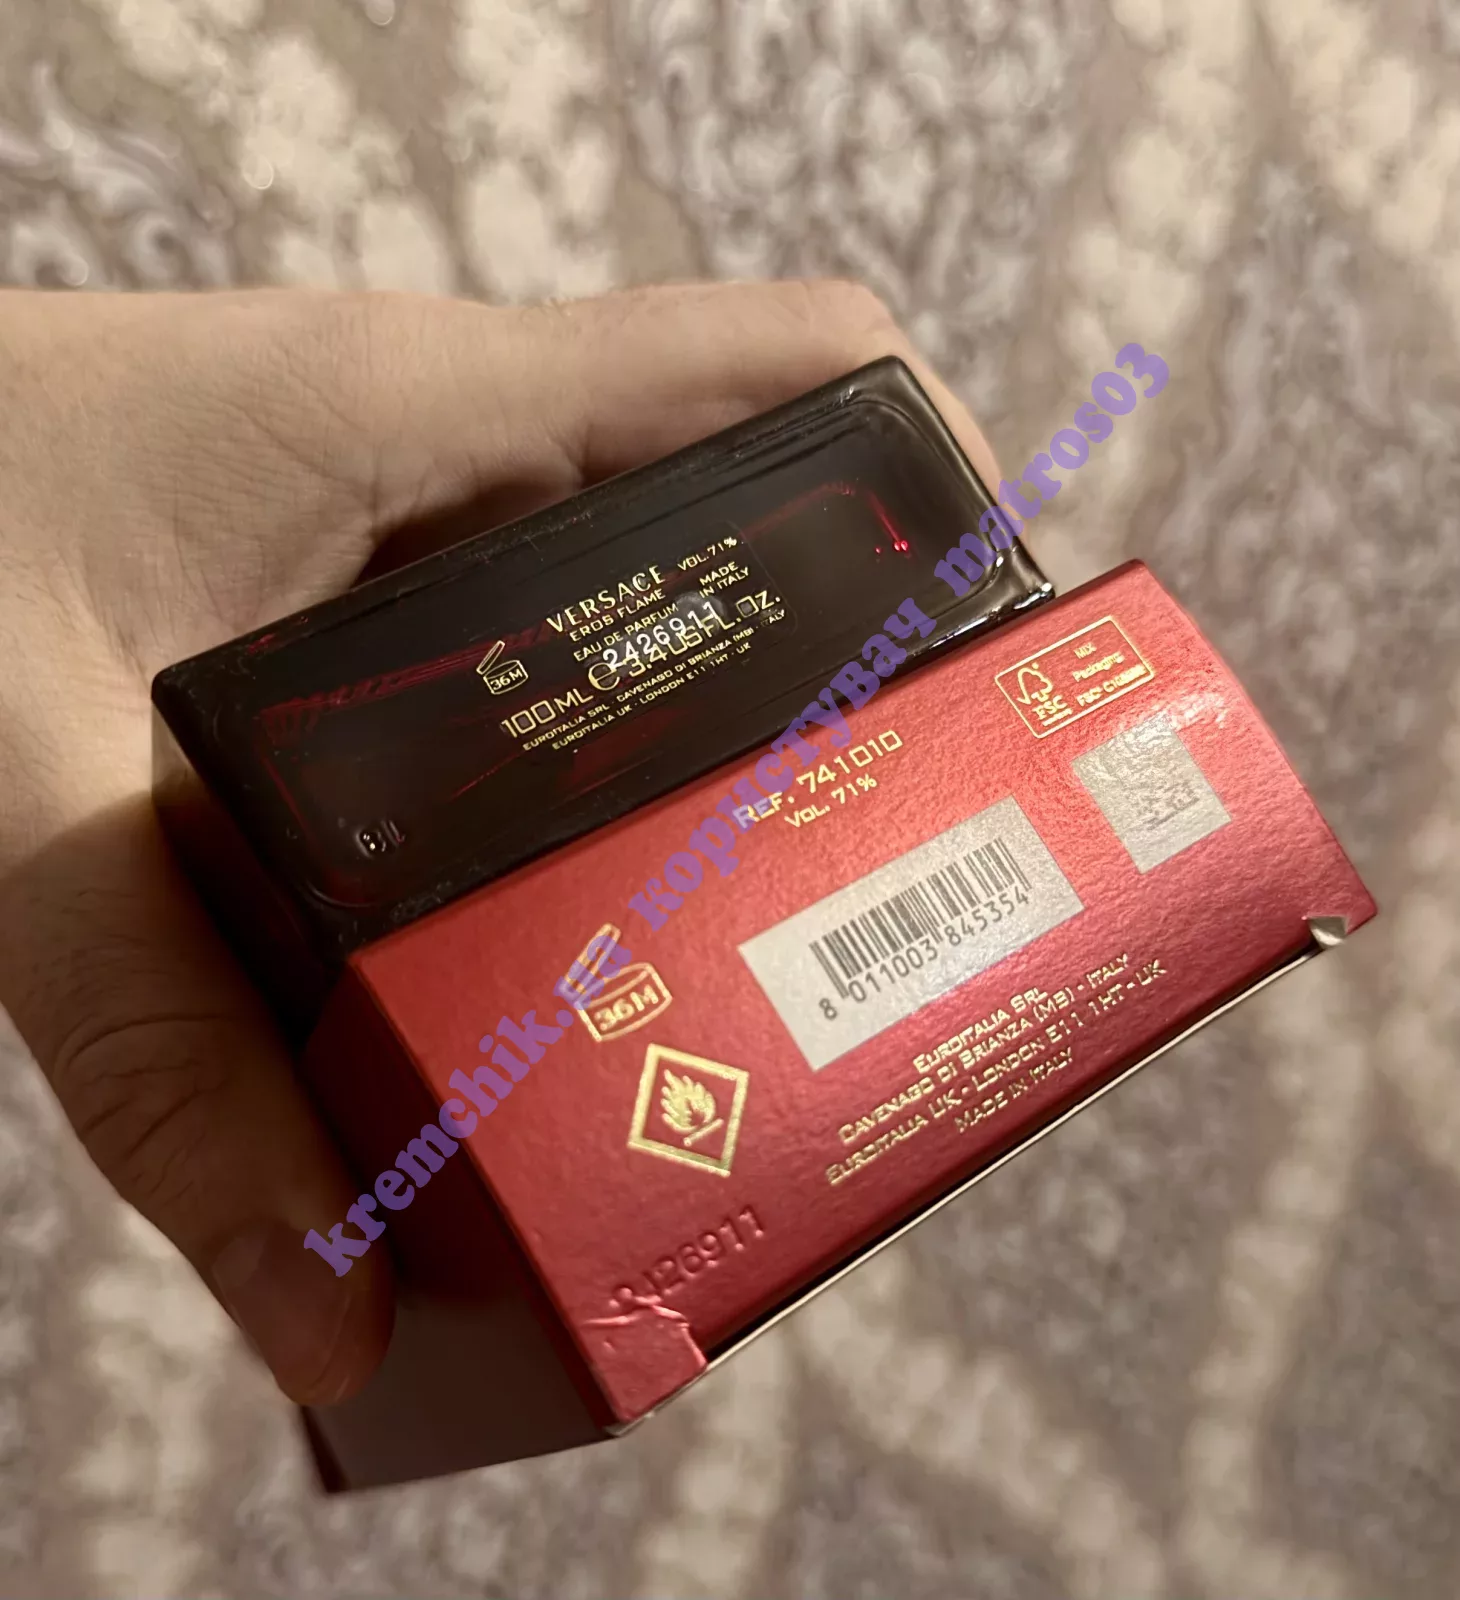 VERSACE
EROS FLAME
EAU DE PARFUM
VOL. 71%
MADE
IN ITALY
2426911
36M
100ML e 3.4US FL.OZ.
EUROITALIA SRL - CAVENAGO DI BRIANZA (MB) - ITALY
EUROITALIA UK - LONDON E11 1HT - UK
MIX
Packaging
FSC
REF. 741010
VOL. 71%
8 011003 845354
36M
EUROITALIA SRL
CAVENAGO DI BRIANZA (MB) - ITALY
EUROITALIA UK - LONDON E11 1HT - UK
MADE IN ITALY
kremchik.ua користувач matros03